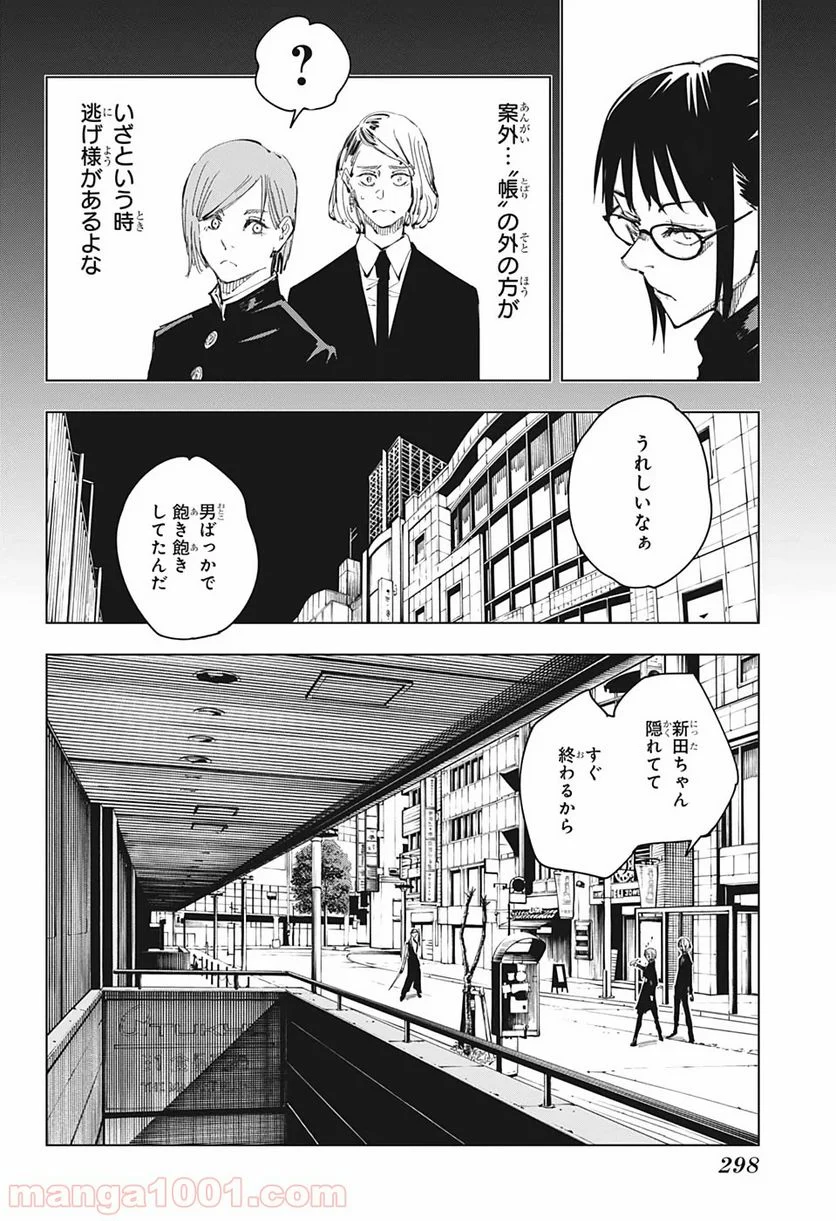 案外…〝帳〟の外の方が
いざという時
逃げ様があるよな
?
うれしいなぁ
男ばっかで
飽き飽き
してたんだ
新田ちゃん
隠れてて
すぐ
終わるから
298
manga1001.com